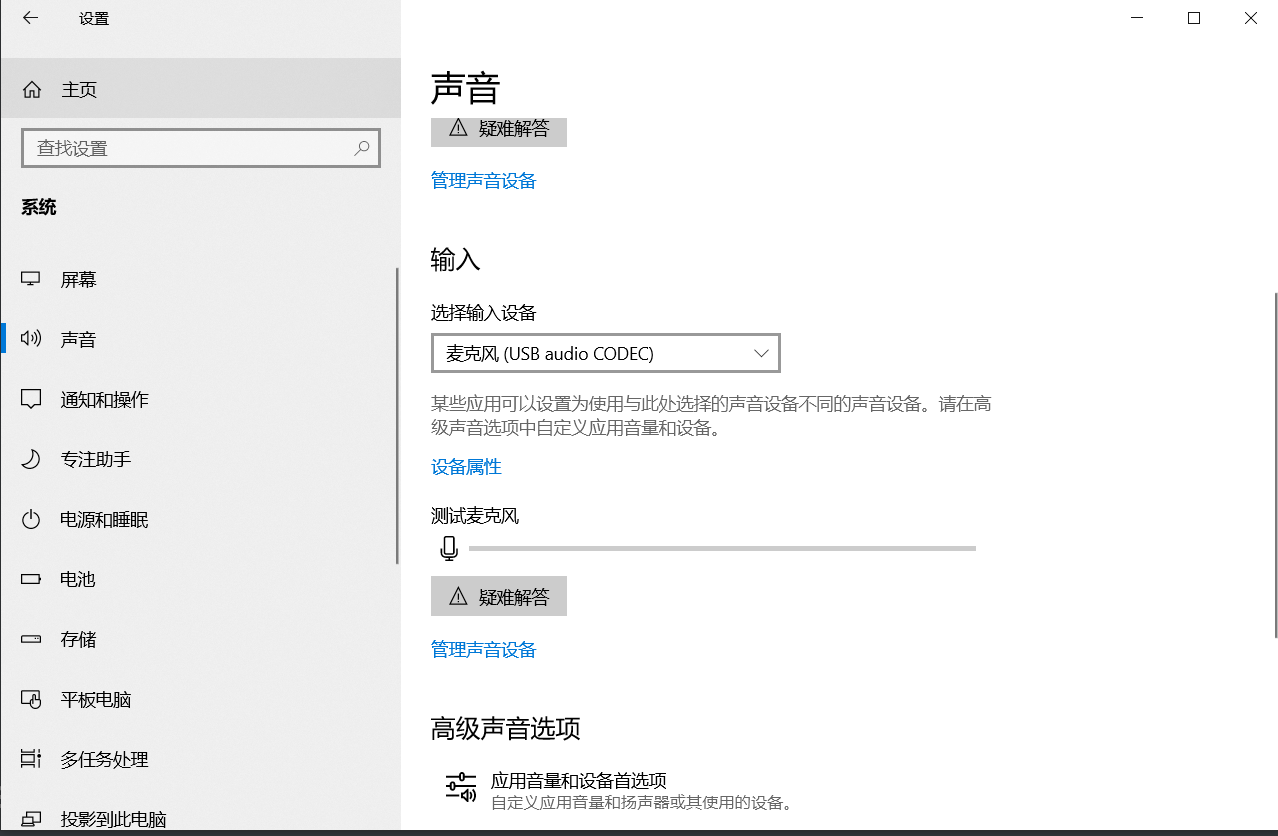 设置
主页
查找设置
系统
屏幕
声音
通知和操作
专注助手
电源和睡眠
电池
存储
平板电脑
多任务处理
投影到此电脑
声音
疑难解答
管理声音设备
输入
选择输入设备
麦克风 (USB audio CODEC)
某些应用可以设置为使用与此处选择的声音设备不同的声音设备。请在高
级声音选项中自定义应用音量和设备。
设备属性
测试麦克风
疑难解答
管理声音设备
高级声音选项
应用音量和设备首选项
自定义应用音量和扬声器或其使用的设备。